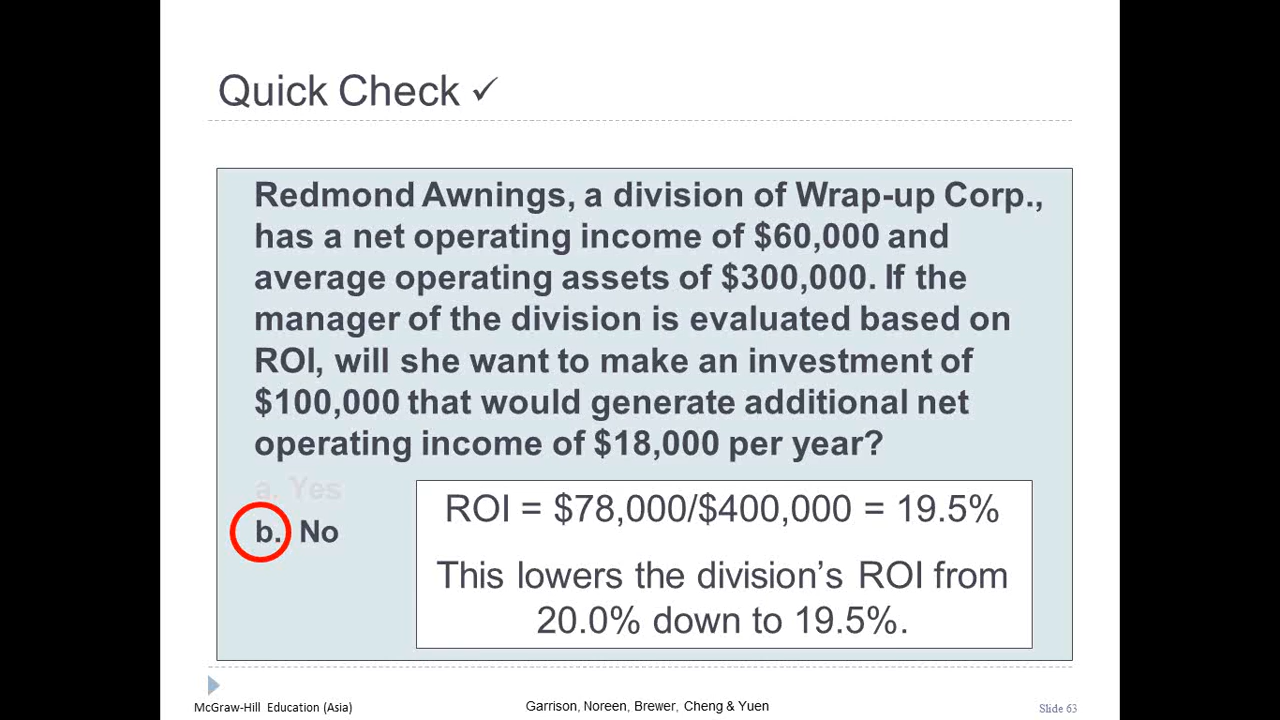 Quick Check ✓
Redmond Awnings, a division of Wrap-up Corp.,
has a net operating income of $60,000 and
average operating assets of $300,000. If the
manager of the division is evaluated based on
ROI, will she want to make an investment of
$100,000 that would generate additional net
operating income of $18,000 per year?
a. Yes
b. No
ROI = $78,000/$400,000 = 19.5%
This lowers the division’s ROI from
20.0% down to 19.5%.
McGraw-Hill Education (Asia)
Garrison, Noreen, Brewer, Cheng & Yuen
Slide 63